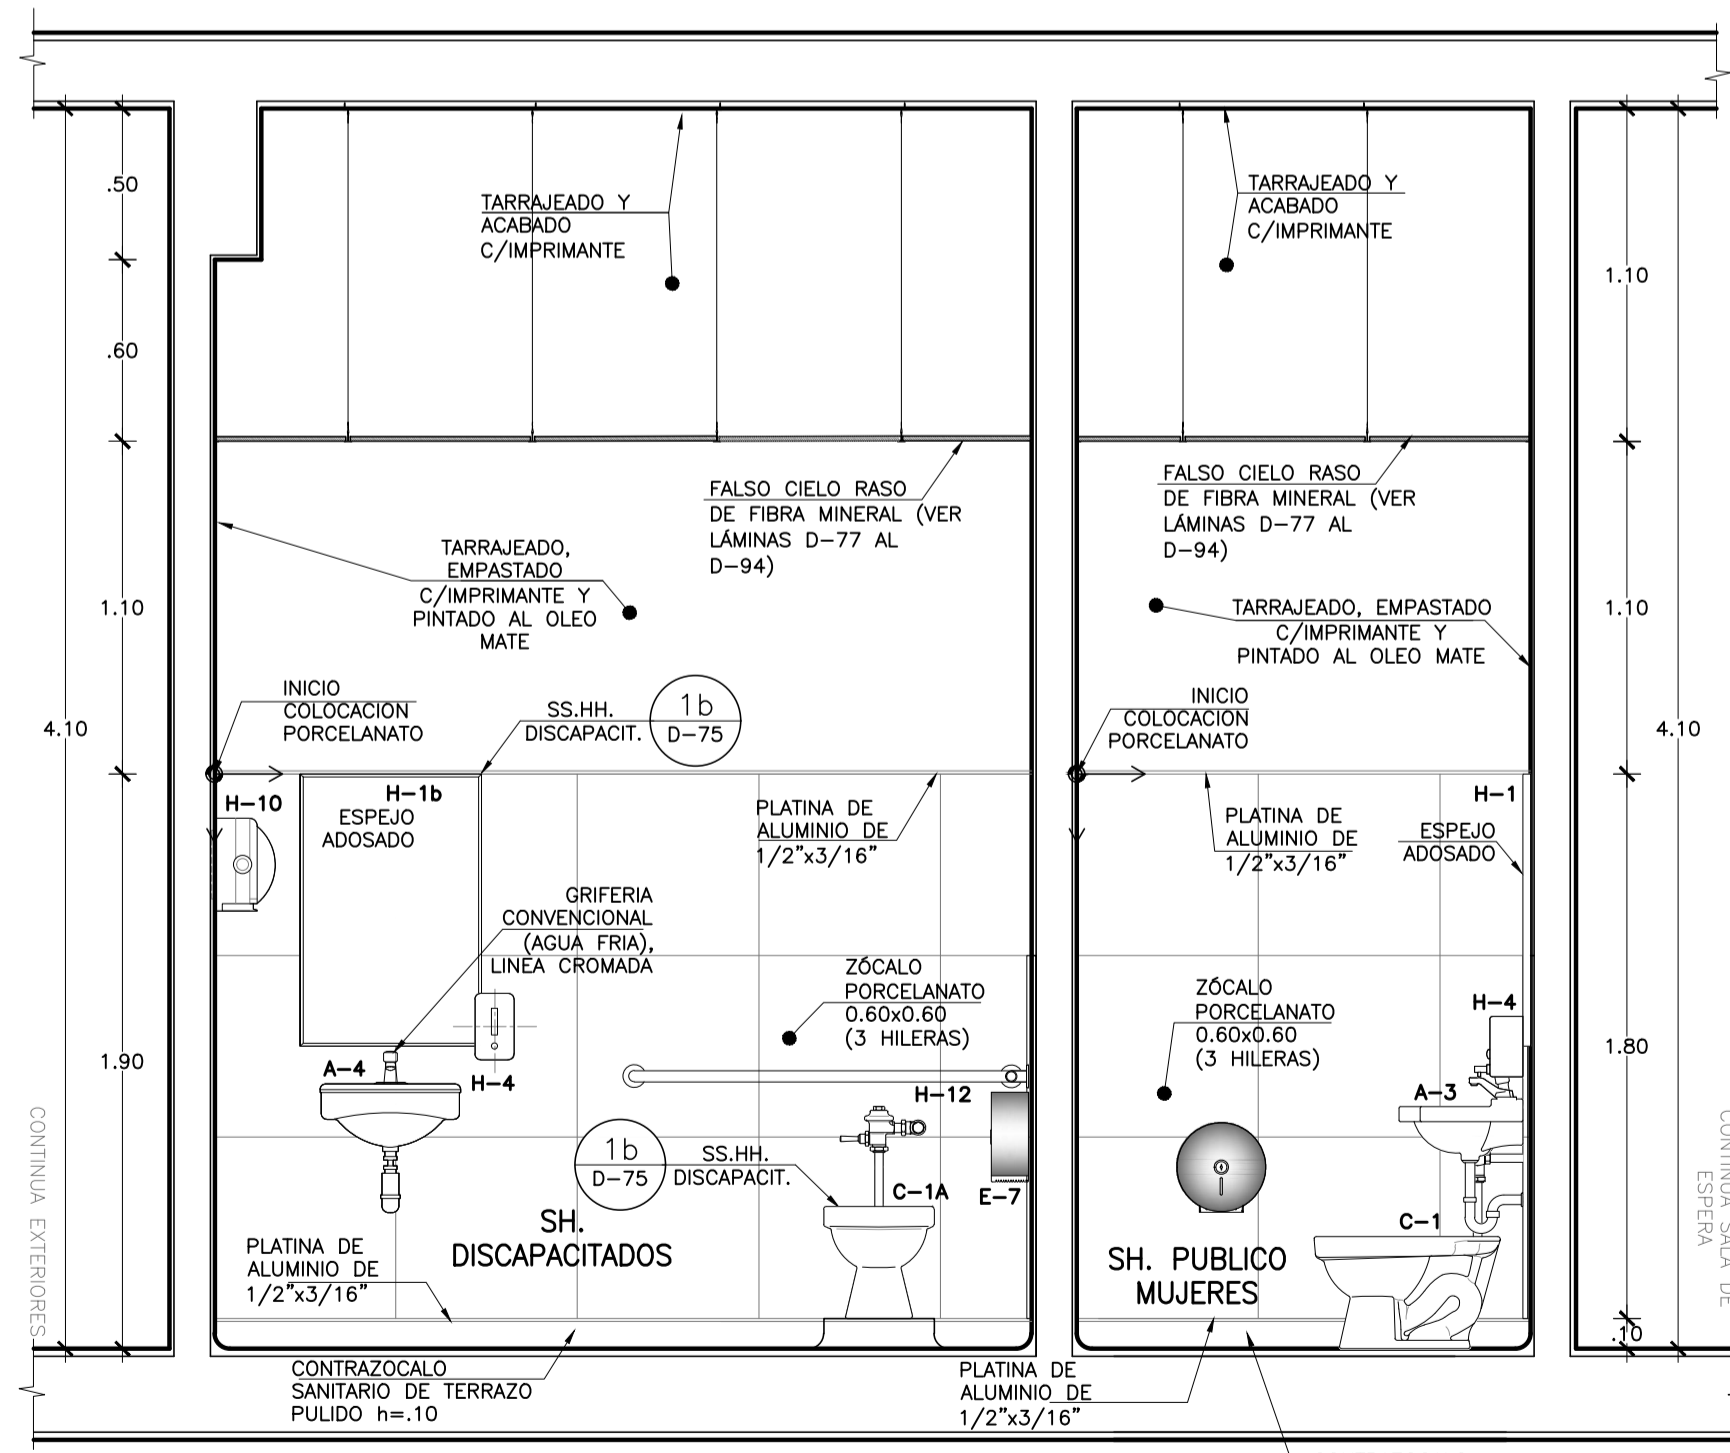 .50
.60
1.10
4.10
1.90
CONTINUA EXTERIORES
TARRAJEADO Y
ACABADO
C/IMPRIMANTE
FALSO CIELO RASO
DE FIBRA MINERAL (VER
LÁMINAS D-77 AL
D-94)
TARRAJEADO,
EMPASTADO
C/IMPRIMANTE Y
PINTADO AL OLEO
MATE
INICIO
COLOCACION
PORCELANATO
SS.HH.
DISCAPACIT.
1b
D-75
H-10
H-1b
ESPEJO
ADOSADO
PLATINA DE
ALUMINIO DE
1/2"x3/16"
GRIFERIA
CONVENCIONAL
(AGUA FRIA),
LINEA CROMADA
ZÓCALO
PORCELANATO
0.60x0.60
(3 HILERAS)
A-4
H-4
H-12
1b
D-75
SS.HH.
DISCAPACIT.
C-1A
E-7
SH.
DISCAPACITADOS
PLATINA DE
ALUMINIO DE
1/2"x3/16"
CONTRAZOCALO
SANITARIO DE TERRAZO
PULIDO h=.10
TARRAJEADO Y
ACABADO
C/IMPRIMANTE
FALSO CIELO RASO
DE FIBRA MINERAL (VER
LÁMINAS D-77 AL
D-94)
TARRAJEADO, EMPASTADO
C/IMPRIMANTE Y
PINTADO AL OLEO MATE
INICIO
COLOCACION
PORCELANATO
H-1
PLATINA DE
ALUMINIO DE
1/2"x3/16"
ESPEJO
ADOSADO
ZÓCALO
PORCELANATO
0.60x0.60
(3 HILERAS)
H-4
A-3
C-1
SH. PUBLICO
MUJERES
PLATINA DE
ALUMINIO DE
1/2"x3/16"
1.10
1.10
4.10
1.80
.10
CONTINUA SALA DE
ESPERA